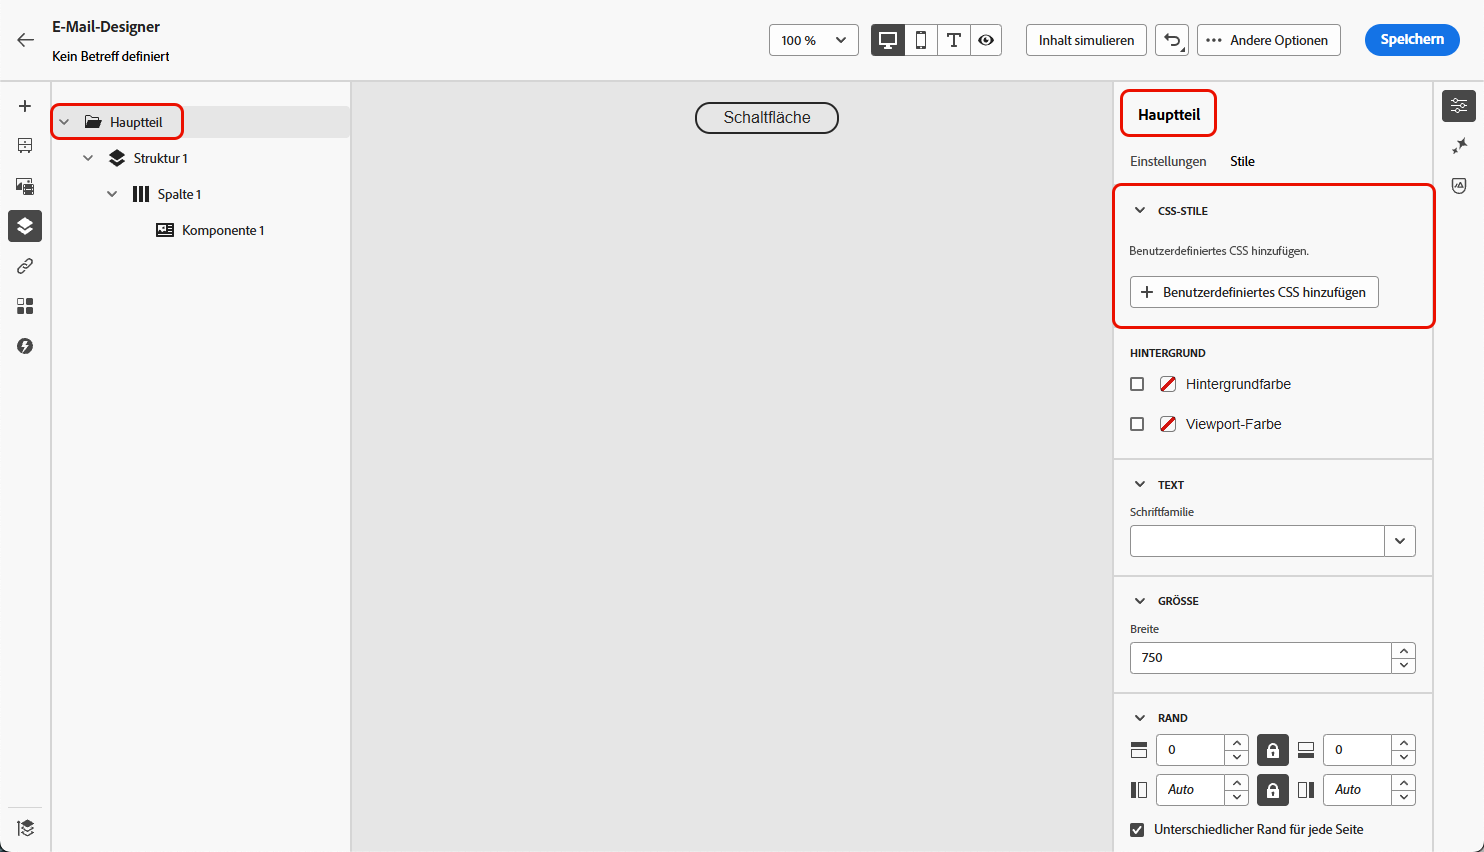 E-Mail-Designer
Kein Betreff definiert
100 %
Inhalt simulieren
Andere Optionen
Speichern
Hauptteil
Struktur 1
Spalte 1
Komponente 1
Schaltfläche
Hauptteil
Einstellungen Stile
CSS-STILE
Benutzerdefiniertes CSS hinzufügen.
Benutzerdefiniertes CSS hinzufügen
HINTERGRUND
Hintergrundfarbe
Viewport-Farbe
TEXT
Schriftfamilie
GRÖSSE
Breite
750
RAND
0 0
Auto Auto
Unterschiedlicher Rand für jede Seite